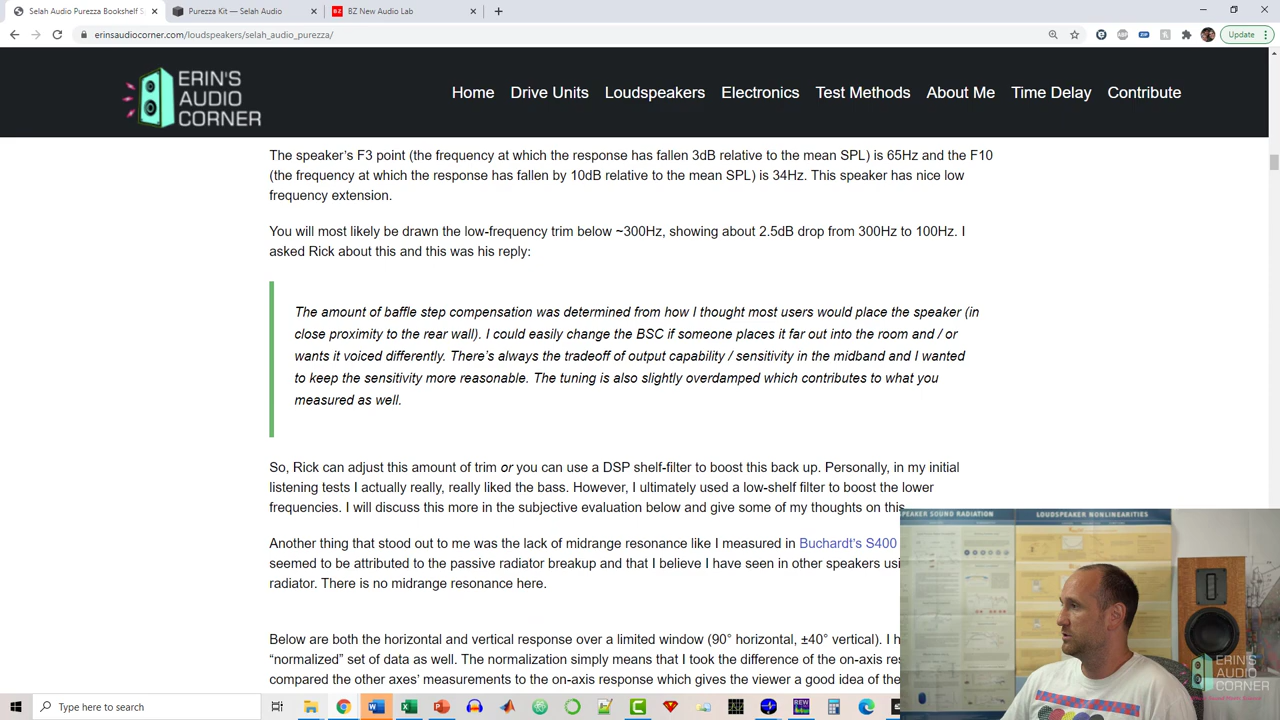 Selah Audio Purezza Bookshelf S
Purezza Kit — Selah Audio
BZ New Audio Lab
erinsaudiocorner.com/loudspeakers/selah_audio_purezza/
Update
ERIN'S
AUDIO
CORNER
Home
Drive Units
Loudspeakers
Electronics
Test Methods
About Me
Time Delay
Contribute
The speaker's F3 point (the frequency at which the response has fallen 3dB relative to the mean SPL) is 65Hz and the F10
(the frequency at which the response has fallen by 10dB relative to the mean SPL) is 34Hz. This speaker has nice low
frequency extension.
You will most likely be drawn the low-frequency trim below ~300Hz, showing about 2.5dB drop from 300Hz to 100Hz. I
asked Rick about this and this was his reply:
The amount of baffle step compensation was determined from how I thought most users would place the speaker (in
close proximity to the rear wall). I could easily change the BSC if someone places it far out into the room and / or
wants it voiced differently. There's always the tradeoff of output capability / sensitivity in the midband and I wanted
to keep the sensitivity more reasonable. The tuning is also slightly overdamped which contributes to what you
measured as well.
So, Rick can adjust this amount of trim or you can use a DSP shelf-filter to boost this back up. Personally, in my initial
listening tests I actually really, really liked the bass. However, I ultimately used a low-shelf filter to boost the lower
frequencies. I will discuss this more in the subjective evaluation below and give some of my thoughts on this.
Another thing that stood out to me was the lack of midrange resonance like I measured in Buchardt's S400
seemed to be attributed to the passive radiator breakup and that I believe I have seen in other speakers usi
radiator. There is no midrange resonance here.
Below are both the horizontal and vertical response over a limited window (90° horizontal, ±40° vertical). I h
"normalized" set of data as well. The normalization simply means that I took the difference of the on-axis res
compared the other axes' measurements to the on-axis response which gives the viewer a good idea of the
SPEAKER SOUND RADIATION
LOUDSPEAKER NONLINEARITIES
ERIN'S
AUDIO
CORNER
Type here to search
REW